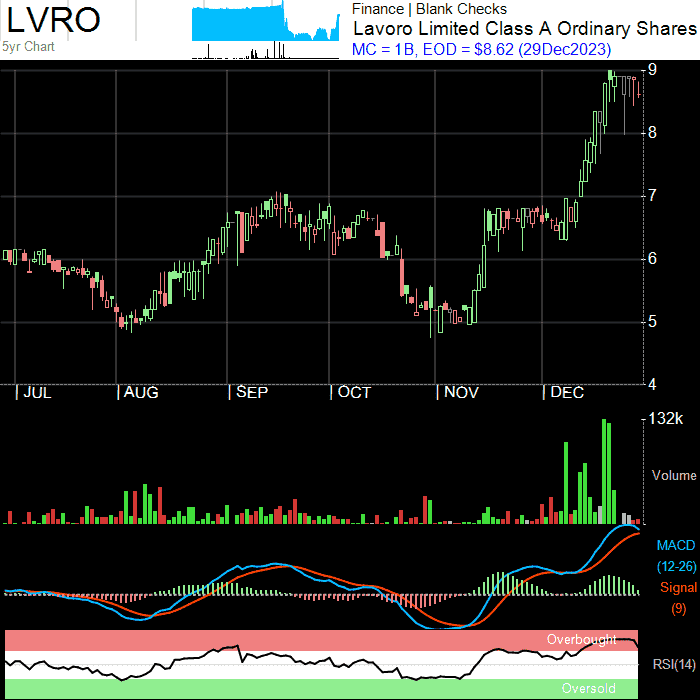 LVRO
5yr Chart
Finance | Blank Checks
Lavoro Limited Class A Ordinary Shares
MC = 1B, EOD = $8.62 (29Dec2023)
9
8
7
6
5
4
| JUL | AUG | SEP | OCT | NOV | DEC
132k
Volume
MACD
(12-26)
Signal
(9)
Overbought
RSI(14)
Oversold